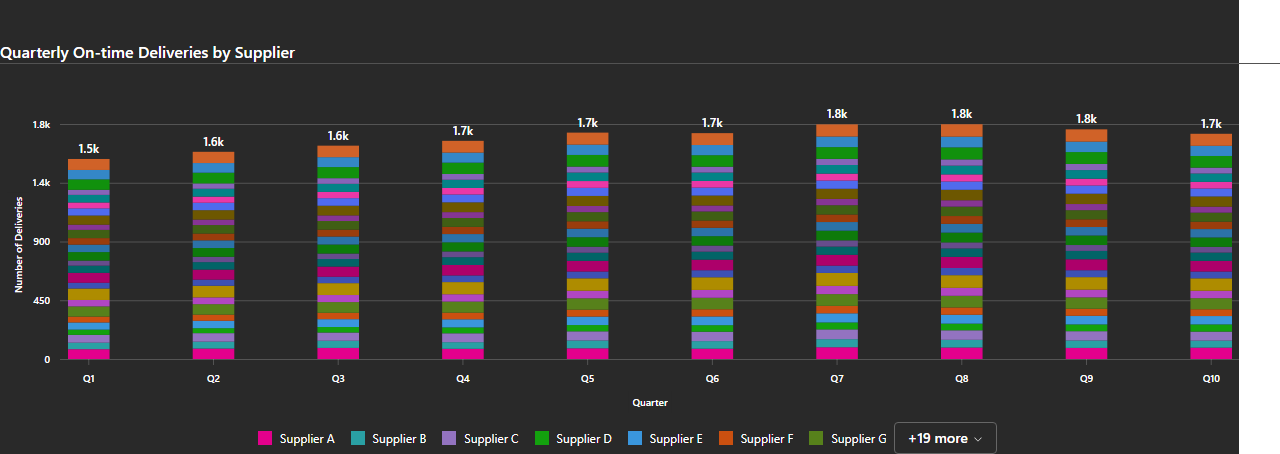 Quarterly On-time Deliveries by Supplier
1.8k
1.4k
900
450
0
Number of Deliveries
1.5k
1.6k
1.6k
1.7k
1.7k
1.7k
1.8k
1.8k
1.8k
1.7k
Q1 Q2 Q3 Q4 Q5 Q6 Q7 Q8 Q9 Q10
Quarter
Supplier A Supplier B Supplier C Supplier D Supplier E Supplier F Supplier G +19 more